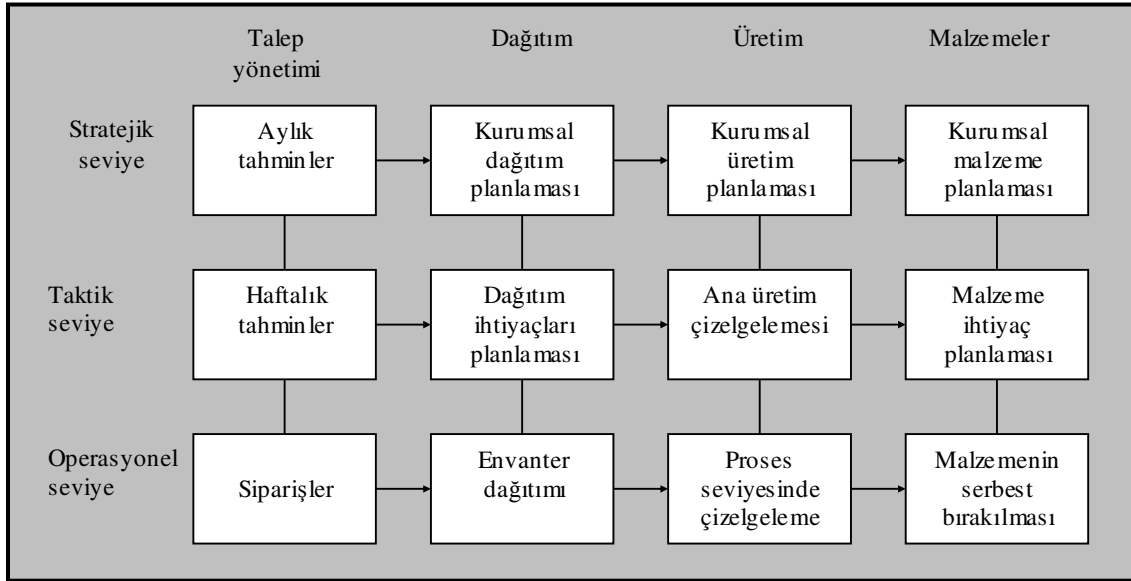 Talep
yönetimi
Dağıtım
Üretim
Malzemeler
Stratejik
seviye
Aylık
tahminler
Kurumsal
dağıtım
planlaması
Kurumsal
üretim
planlaması
Kurumsal
malzeme
planlaması
Taktik
seviye
Haftalık
tahminler
Dağıtım
ihtiyaçları
planlaması
Ana üretim
çizelgelemesi
Malzeme
ihtiyaç
planlaması
Operasyonel
seviye
Siparişler
Envanter
dağıtımı
Proses
seviyesinde
çizelgeleme
Malzemenin
serbest
bırakılması